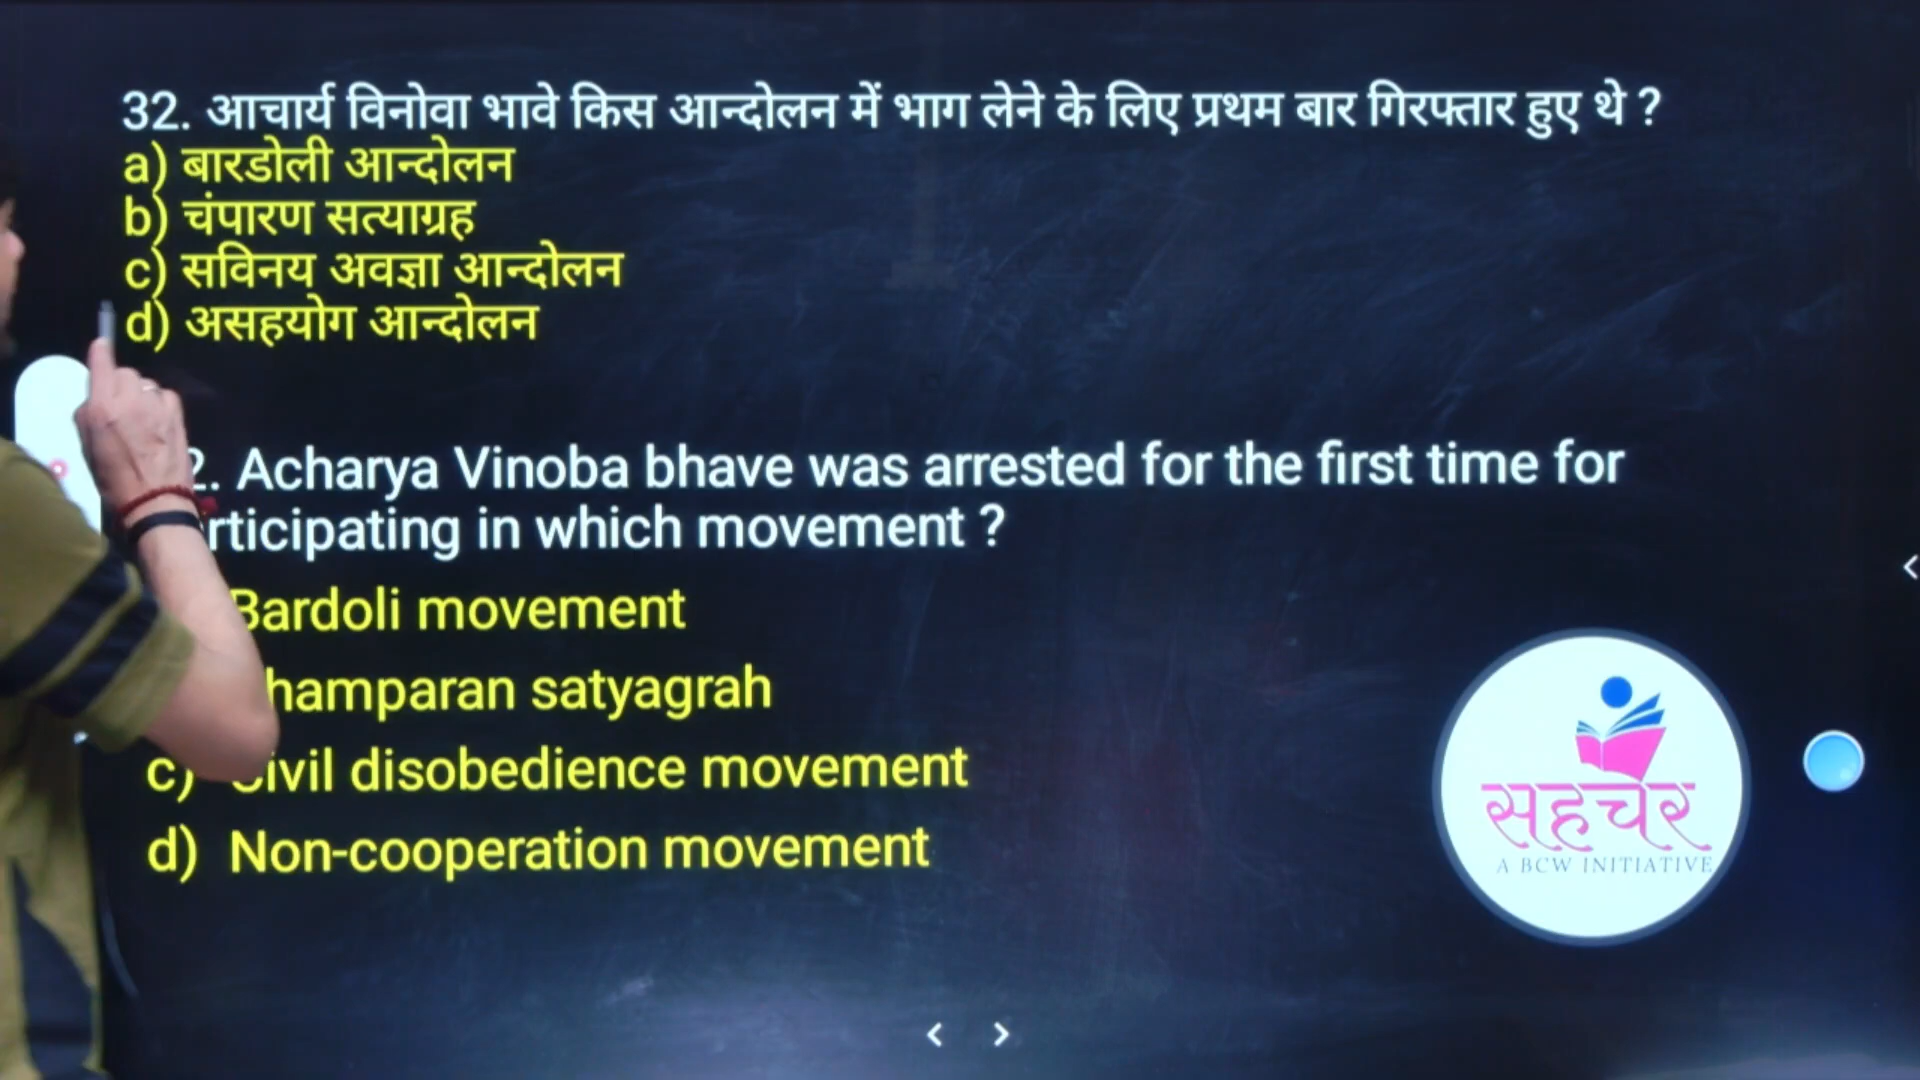 32. आचार्य विनोवा भावे किस आन्दोलन में भाग लेने के लिए प्रथम बार गिरफ्तार हुए थे ?
a) बारडोली आन्दोलन
b) चंपारण सत्याग्रह
c) सविनय अवज्ञा आन्दोलन
d) असहयोग आन्दोलन
2. Acharya Vinoba bhave was arrested for the first time for
rticipating in which movement ?
Bardoli movement
hamparan satyagrah
c) Civil disobedience movement
d) Non-cooperation movement
सहचर
A BCW INITIATIVE